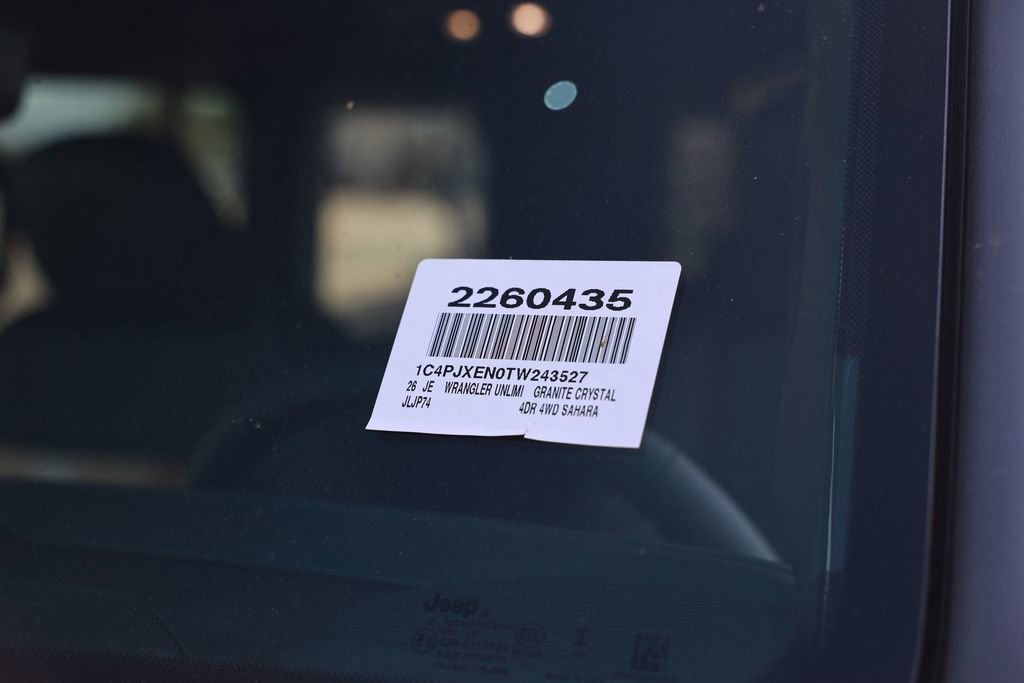 2260435
1C4PJXEN0TW243527
26 JE WRANGLER UNLIMI GRANITE CRYSTAL
JLJP74 4DR 4WD SAHARA
Jeep